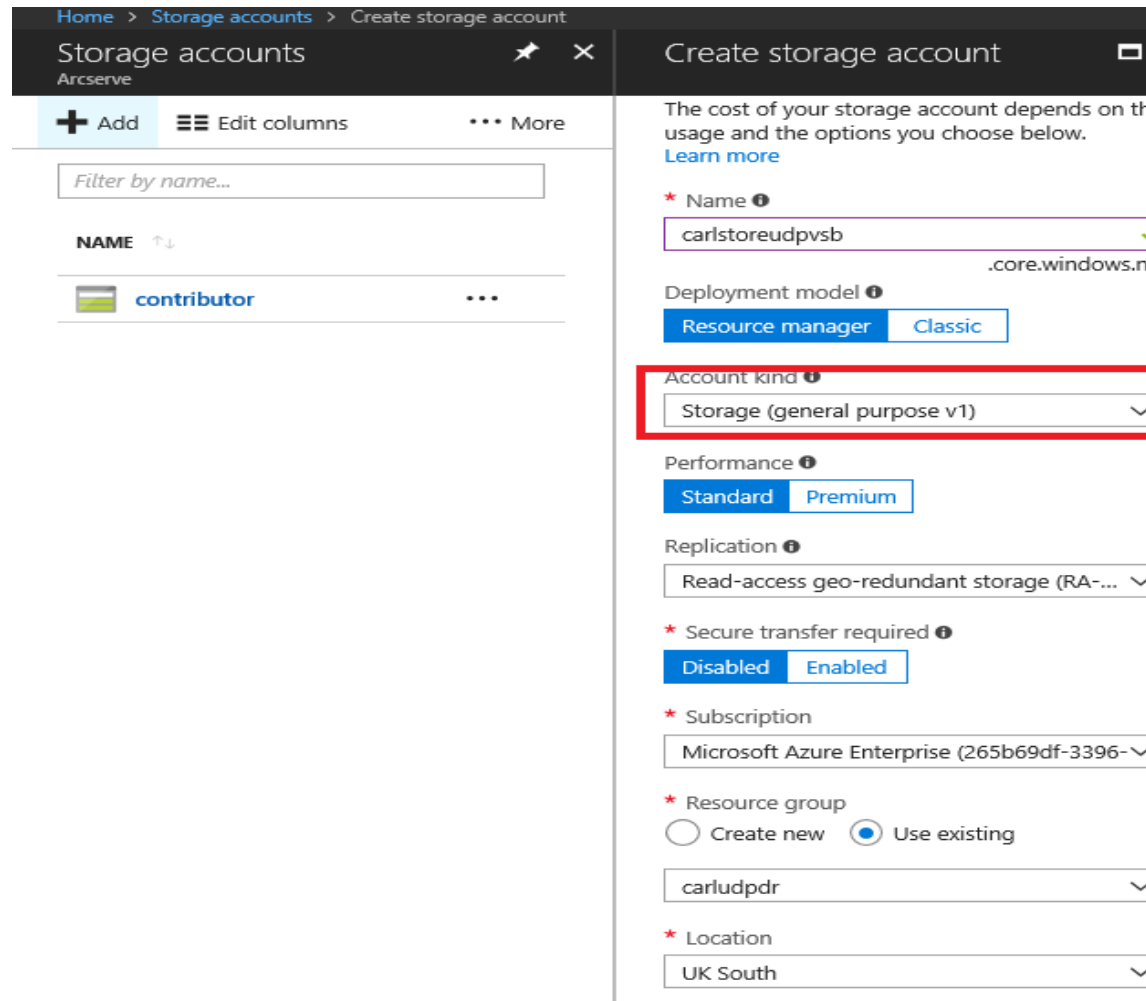 Home > Storage accounts > Create storage account
Storage accounts
Arcserve
Add Edit columns ••• More
Filter by name...
NAME ↑↓
contributor •••
Create storage account
The cost of your storage account depends on th
usage and the options you choose below.
Learn more
* Name
carlstoreudpvsb
.core.windows.n
Deployment model
Resource manager Classic
Account kind
Storage (general purpose v1)
Performance
Standard Premium
Replication
Read-access geo-redundant storage (RA-...
* Secure transfer required
Disabled Enabled
* Subscription
Microsoft Azure Enterprise (265b69df-3396-
* Resource group
Create new Use existing
carludpdr
* Location
UK South